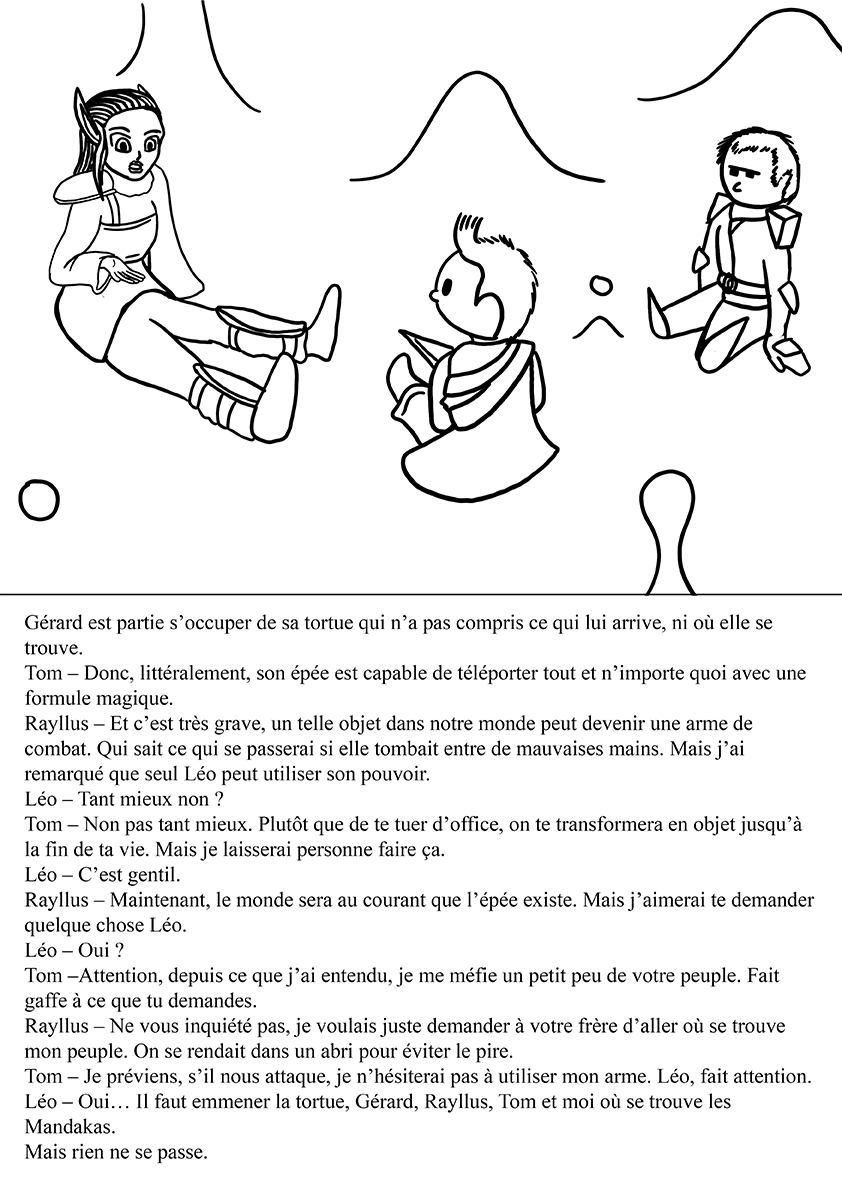 Gérard est partie s’occuper de sa tortue qui n’a pas compris ce qui lui arrive, ni où elle se
trouve.
Tom – Donc, littéralement, son épée est capable de téléporter tout et n’importe quoi avec une
formule magique.
Rayllus – Et c’est très grave, un telle objet dans notre monde peut devenir une arme de
combat. Qui sait ce qui se passerai si elle tombait entre de mauvaises mains. Mais j’ai
remarqué que seul Léo peut utiliser son pouvoir.
Léo – Tant mieux non ?
Tom – Non pas tant mieux. Plutôt que de te tuer d’office, on te transformera en objet jusqu’à
la fin de ta vie. Mais je laisserai personne faire ça.
Léo – C’est gentil.
Rayllus – Maintenant, le monde sera au courant que l’épée existe. Mais j’aimerai te demander
quelque chose Léo.
Léo – Oui ?
Tom –Attention, depuis ce que j’ai entendu, je me méfie un petit peu de votre peuple. Fait
gaffe à ce que tu demandes.
Rayllus – Ne vous inquiété pas, je voulais juste demander à votre frère d’aller où se trouve
mon peuple. On se rendait dans un abri pour éviter le pire.
Tom – Je préviens, s’il nous attaque, je n’hésiterai pas à utiliser mon arme. Léo, fait attention.
Léo – Oui… Il faut emmener la tortue, Gérard, Rayllus, Tom et moi où se trouve les
Mandakas.
Mais rien ne se passe.